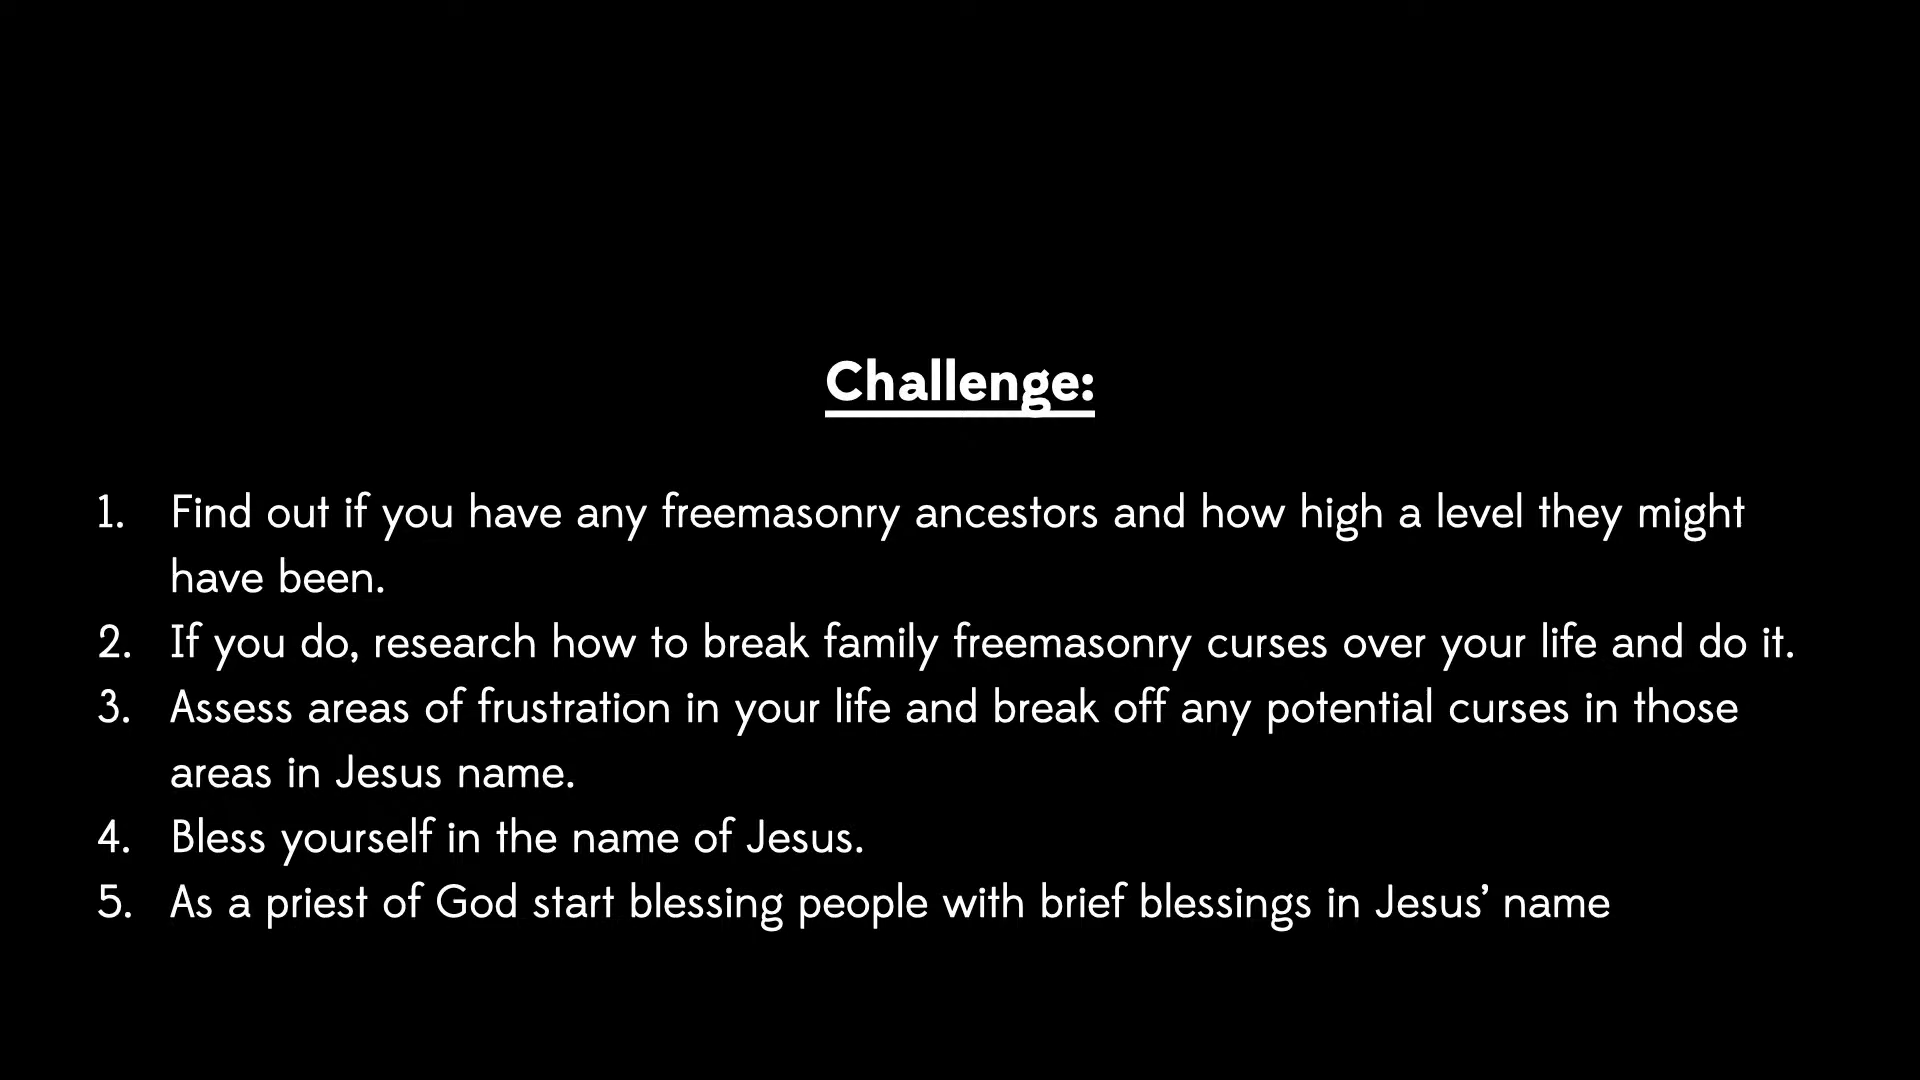 Challenge:
1. Find out if you have any freemasonry ancestors and how high a level they might
have been.
2. If you do, research how to break family freemasonry curses over your life and do it.
3. Assess areas of frustration in your life and break off any potential curses in those
areas in Jesus name.
4. Bless yourself in the name of Jesus.
5. As a priest of God start blessing people with brief blessings in Jesus’ name